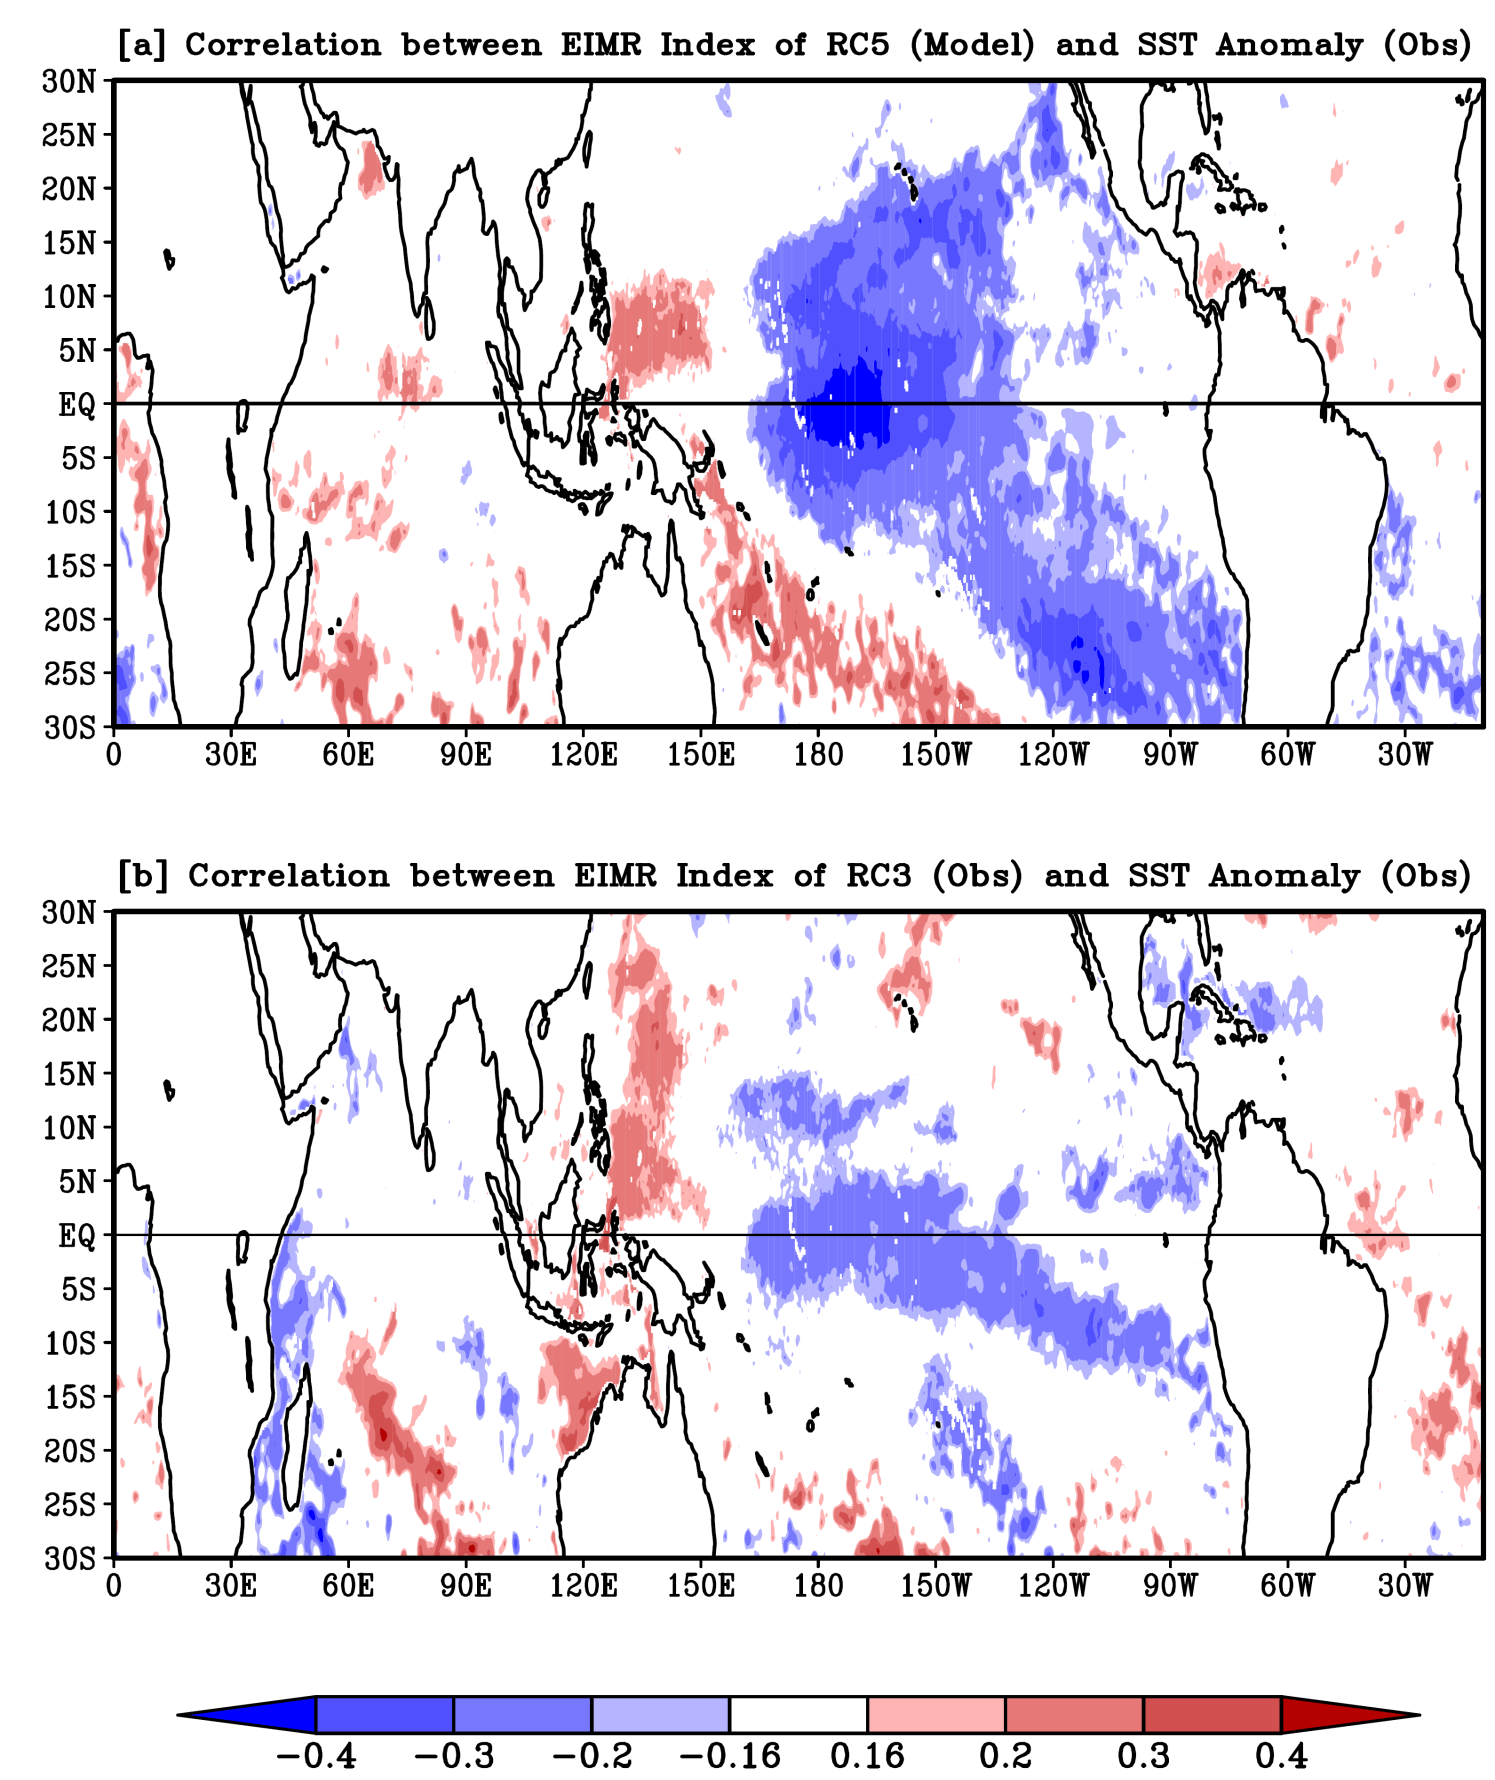 [a] Correlation between EIMR Index of RC5 (Model) and SST Anomaly (Obs)
30N
25N
20N
15N
10N
5N
EQ
5S
10S
15S
20S
25S
30S
0 30E 60E 90E 120E 150E 180 150W 120W 90W 60W 30W
[b] Correlation between EIMR Index of RC3 (Obs) and SST Anomaly (Obs)
30N
25N
20N
15N
10N
5N
EQ
5S
10S
15S
20S
25S
30S
0 30E 60E 90E 120E 150E 180 150W 120W 90W 60W 30W
−0.4 −0.3 −0.2 −0.16 0.16 0.2 0.3 0.4